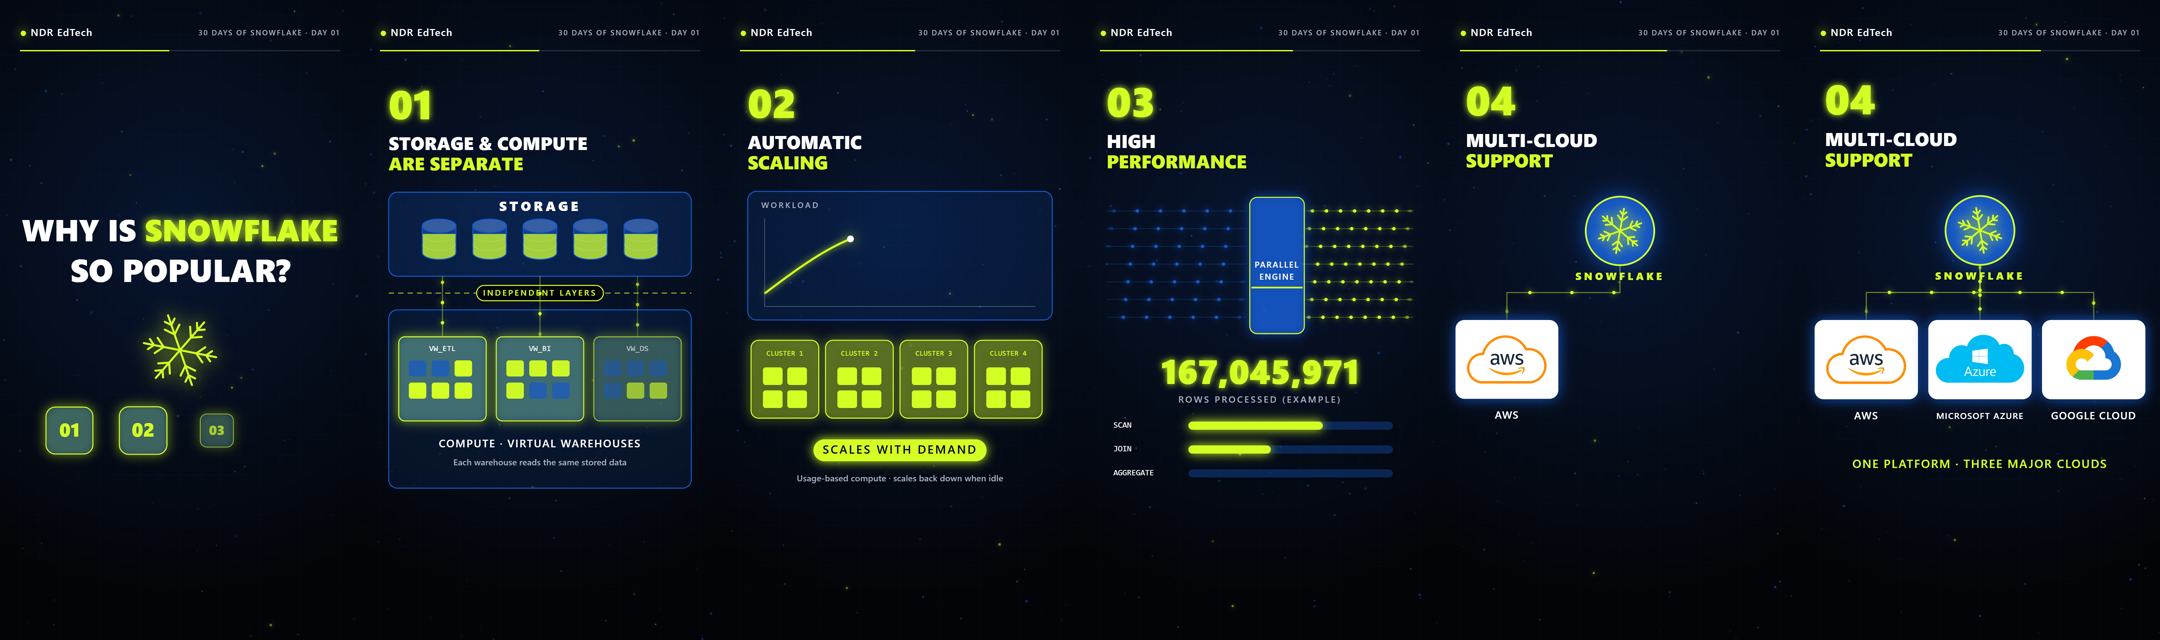 NDR EdTech
30 DAYS OF SNOWFLAKE · DAY 01
WHY IS SNOWFLAKE
SO POPULAR?
01
02
03
NDR EdTech
30 DAYS OF SNOWFLAKE · DAY 01
01
STORAGE & COMPUTE
ARE SEPARATE
STORAGE
INDEPENDENT LAYERS
VW_ETL
VW_BI
VW_DS
COMPUTE · VIRTUAL WAREHOUSES
Each warehouse reads the same stored data
NDR EdTech
30 DAYS OF SNOWFLAKE · DAY 01
02
AUTOMATIC
SCALING
WORKLOAD
CLUSTER 1
CLUSTER 2
CLUSTER 3
CLUSTER 4
SCALES WITH DEMAND
Usage-based compute · scales back down when idle
NDR EdTech
30 DAYS OF SNOWFLAKE · DAY 01
03
HIGH
PERFORMANCE
PARALLEL
ENGINE
167,045,971
ROWS PROCESSED (EXAMPLE)
SCAN
JOIN
AGGREGATE
NDR EdTech
30 DAYS OF SNOWFLAKE · DAY 01
04
MULTI-CLOUD
SUPPORT
SNOWFLAKE
aws
AWS
NDR EdTech
30 DAYS OF SNOWFLAKE · DAY 01
04
MULTI-CLOUD
SUPPORT
SNOWFLAKE
aws
Azure
AWS
MICROSOFT AZURE
GOOGLE CLOUD
ONE PLATFORM · THREE MAJOR CLOUDS